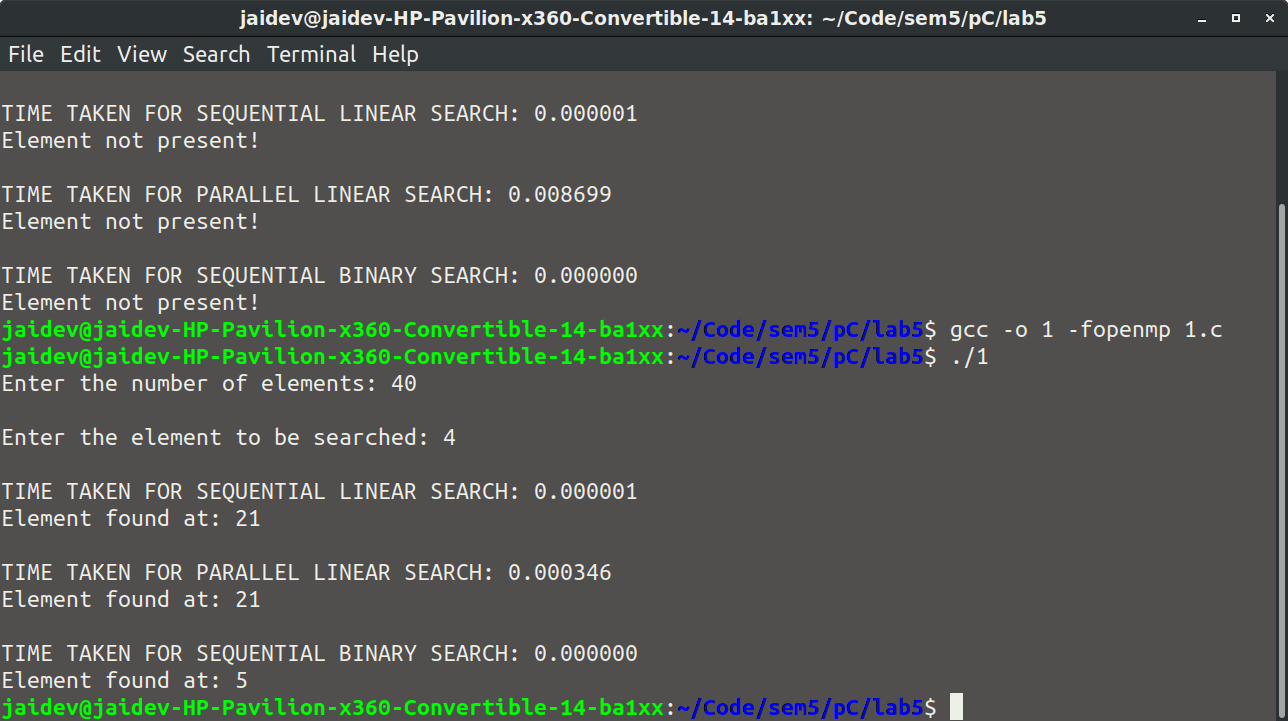 jaidev@jaidev-HP-Pavilion-x360-Convertible-14-ba1xx: ~/Code/sem5/pC/lab5
File Edit View Search Terminal Help
TIME TAKEN FOR SEQUENTIAL LINEAR SEARCH: 0.000001
Element not present!
TIME TAKEN FOR PARALLEL LINEAR SEARCH: 0.008699
Element not present!
TIME TAKEN FOR SEQUENTIAL BINARY SEARCH: 0.000000
Element not present!
jaidev@jaidev-HP-Pavilion-x360-Convertible-14-ba1xx:~/Code/sem5/pC/lab5$ gcc -o 1 -fopenmp 1.c
jaidev@jaidev-HP-Pavilion-x360-Convertible-14-ba1xx:~/Code/sem5/pC/lab5$ ./1
Enter the number of elements: 40
Enter the element to be searched: 4
TIME TAKEN FOR SEQUENTIAL LINEAR SEARCH: 0.000001
Element found at: 21
TIME TAKEN FOR PARALLEL LINEAR SEARCH: 0.000346
Element found at: 21
TIME TAKEN FOR SEQUENTIAL BINARY SEARCH: 0.000000
Element found at: 5
jaidev@jaidev-HP-Pavilion-x360-Convertible-14-ba1xx:~/Code/sem5/pC/lab5$